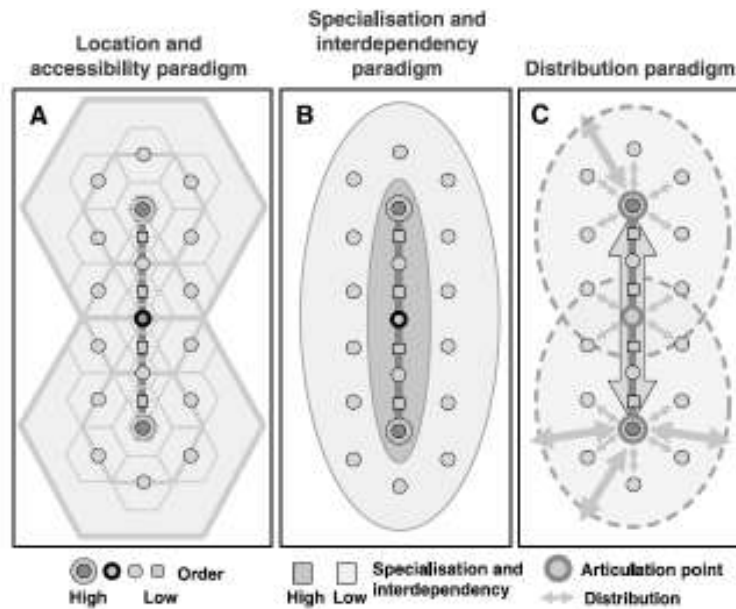 Location and
accessibility paradigm
Specialisation and
interdependency
paradigm
Distribution paradigm
A
B
C
Order
High
Low
Specialisation and
interdependency
High
Low
Articulation point
Distribution